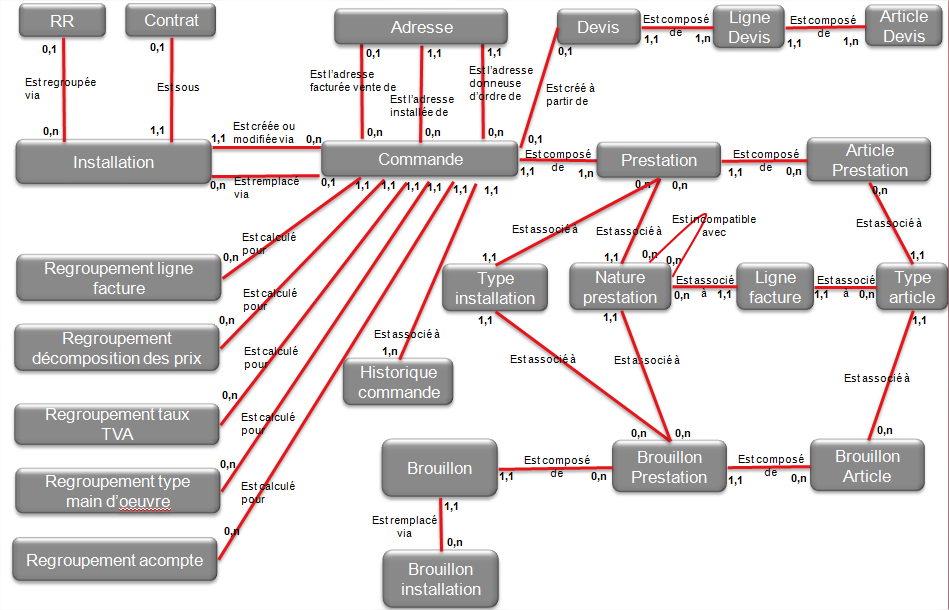 RR
Contrat
Adresse
Devis
Ligne
Devis
Article
Devis
Est composé
de
Est composé
de
0,1
0,1
0,1
1,1
1,1
0,1
1,1
1,n
1,1
1,n
Est regroupée
via
Est sous
Est l'adresse
facturée vente de
Est l'adresse
installée de
Est l'adresse
donneuse
d'ordre de
Est créé à
partir de
0,n
1,1
0,n
0,n
0,n
0,1
Installation
1,1
Est créée ou
modifiée via
0,n
Commande
Est composé
de
1,1
1,n
Prestation
Est composé
de
1,1
0,n
Article
Prestation
0,n
Est remplacé
via
0,1
1,1
1,1
1,1
1,1
1,1
1,1
0,n
0,n
0,n
Est calculé
pour
Est associé à
Est associé à
Est incompatible
avec
Est associé à
0,n
1,1
1,1
0,n
0,n
1,1
Regroupement ligne
facture
Type
installation
Nature
prestation
Est associé
à
0,n
1,1
Ligne
facture
Est associé
à
1,1
0,n
Type
article
Est calculé
pour
0,n
1,1
1,1
1,1
Regroupement
décomposition des prix
Est calculé
pour
Est associé à
1,n
Est associé à
Est associé à
Est associé à
Historique
commande
0,n
Regroupement taux
TVA
Est calculé
pour
0,n
0,n
0,n
0,n
Regroupement type
main d'oeuvre
Est calculé
pour
Brouillon
Est composé
de
1,1
0,n
Brouillon
Prestation
Est composé
de
1,1
0,n
Brouillon
Article
0,n
Regroupement acompte
1,1
Est remplacé
via
0,n
Brouillon
installation